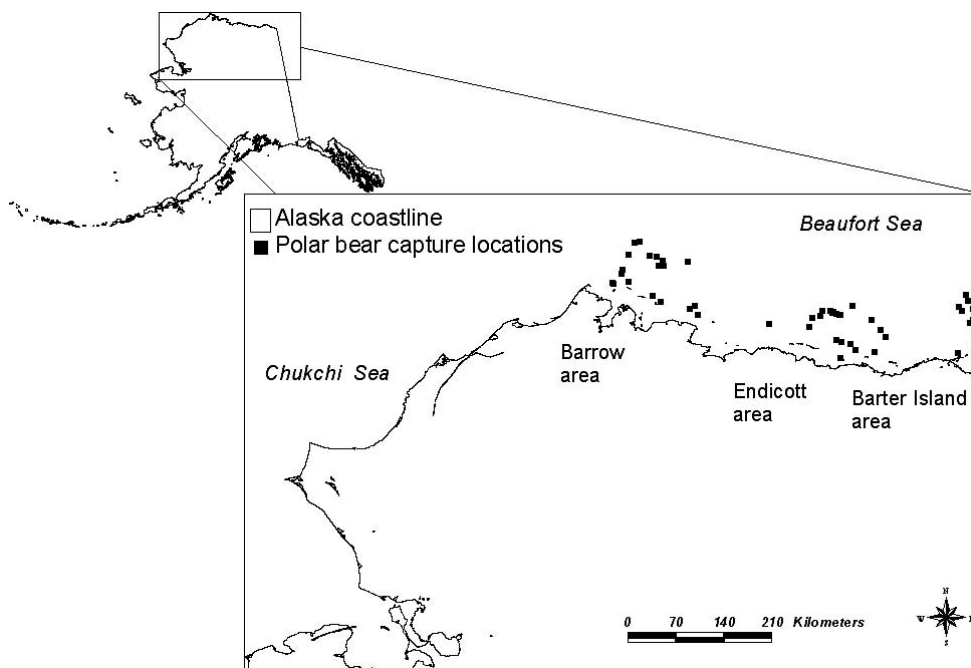 Alaska coastline
Polar bear capture locations
Beaufort Sea
Chukchi Sea
Barrow
area
Endicott
area
Barter Island
area
0 70 140 210 Kilometers
N
W
S